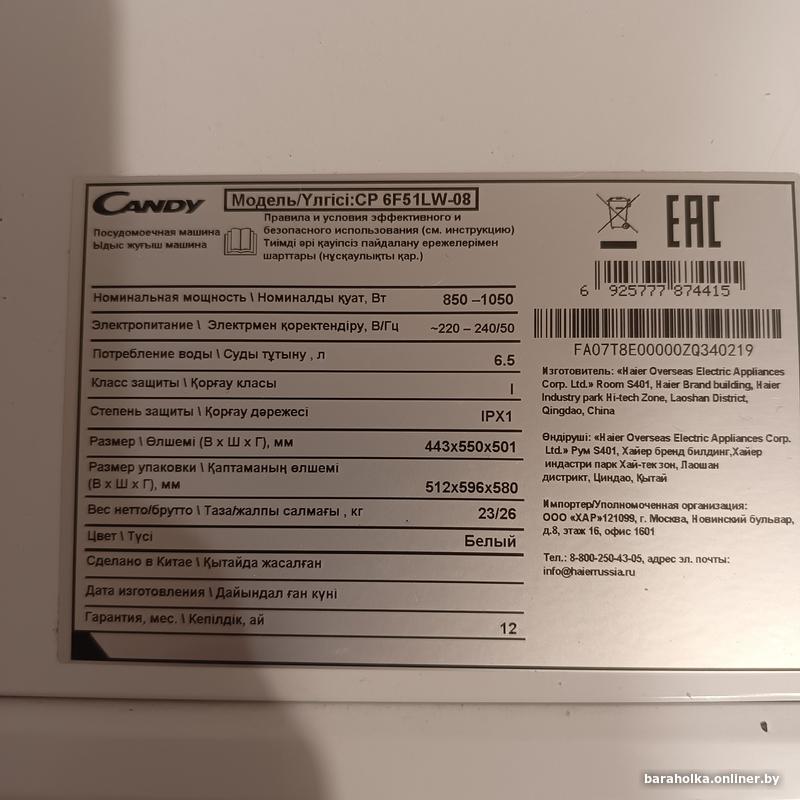 CANDY
Модель/Үлгісі:CP 6F51LW-08
Посудомоечная машина
Ыдыс жуғыш машина
Правила и условия эффективного и
безопасного использования (см. инструкцию)
Тиімді әрі қауіпсіз пайдалану ережелерімен
шарттары (нұсқаулықты қар.)
Номинальная мощность \ Номиналды қуат, Вт 850 –1050
Электропитание \ Электрмен қоректендіру, В/Гц ~220 – 240/50
Потребление воды \ Суды тұтыну , л 6.5
Класс защиты \ Қорғау класы I
Степень защиты \ Қорғау дәрежесі IPX1
Размер \ Өлшемі (В х Ш х Г), мм 443x550x501
Размер упаковки \ Қаптаманың өлшемі
(В х Ш х Г), мм 512x596x580
Вес нетто/брутто \ Таза/жалпы салмағы , кг 23/26
Цвет \ Түсі Белый
Сделано в Китае \ Қытайда жасалған
Дата изготовления \ Дайындал ған күні
Гарантия, мес. \ Кепілдік, ай 12
EAC
6 925777 874415
FA07T8E00000ZQ340219
Изготовитель: «Haier Overseas Electric Appliances
Corp. Ltd.» Room S401, Haier Brand building, Haier
Industry park Hi-tech Zone, Laoshan District,
Qingdao, China
Өндіруші: «Haier Overseas Electric Appliances Corp.
Ltd.» Рум S401, Хайер бренд билдинг,Хайер
индастри парк Хай-тек зон, Лаошан
дистрикт, Циндао, Қытай
Импортер/Уполномоченная организация:
ООО «ХАР»121099, г. Москва, Новинский бульвар,
д.8, этаж 16, офис 1601
Тел.: 8-800-250-43-05, адрес эл. почты:
info@haierrussia.ru
baraholka.onliner.by